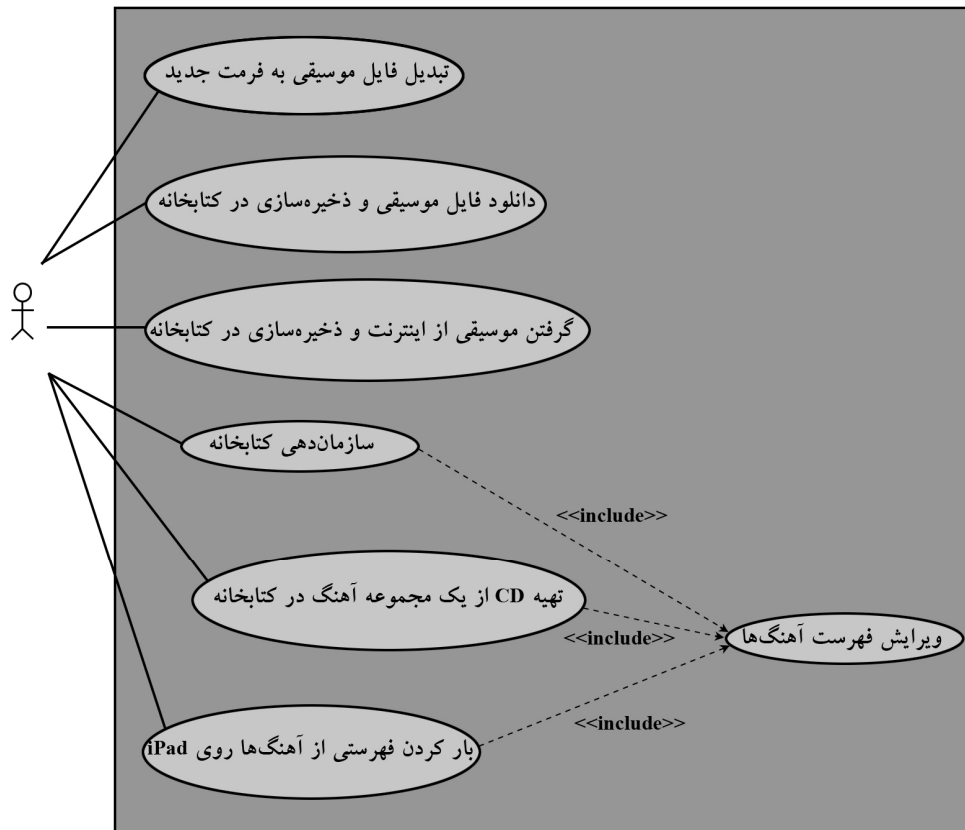 تبدیل فایل موسیقی به فرمت جدید
دانلود فایل موسیقی و ذخیره‌سازی در کتابخانه
گرفتن موسیقی از اینترنت و ذخیره‌سازی در کتابخانه
سازمان‌دهی کتابخانه
<<include>>
تهیه CD از یک مجموعه آهنگ در کتابخانه
<<include>>
ویرایش فهرست آهنگ‌ها
<<include>>
بار کردن فهرستی از آهنگ‌ها روی iPad